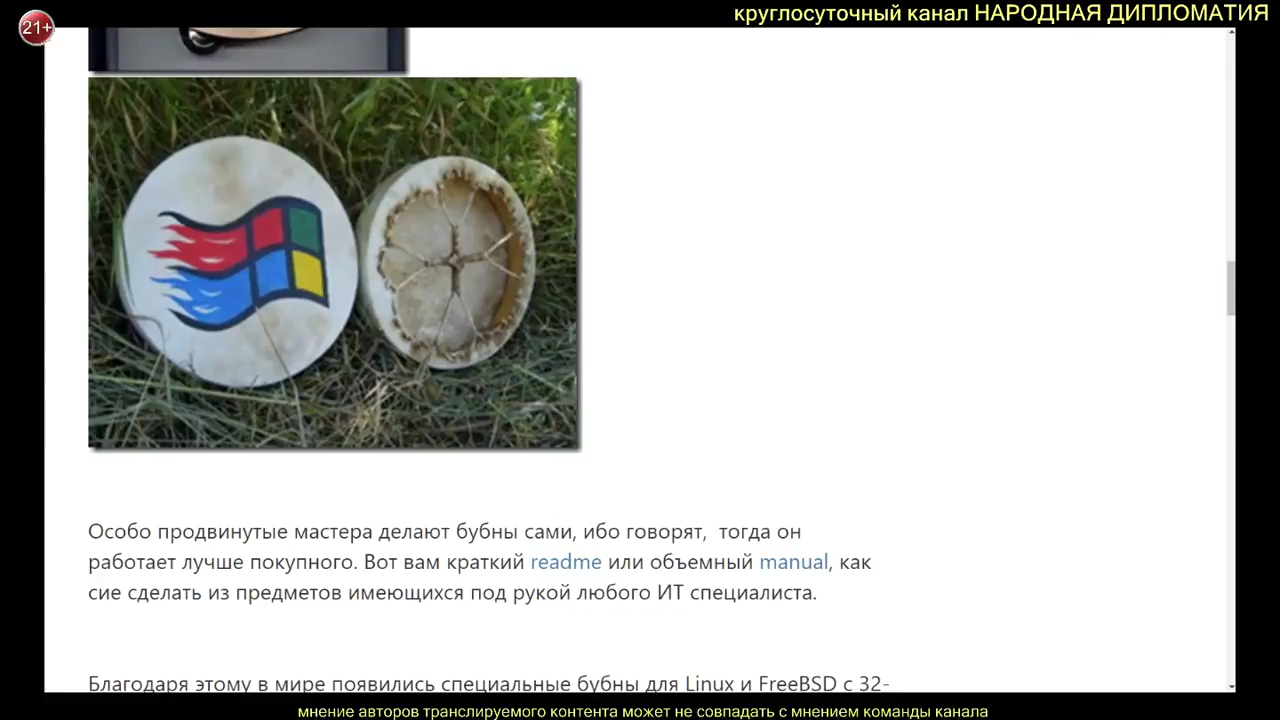 21+
круглосуточный канал НАРОДНАЯ ДИПЛОМАТИЯ
Особо продвинутые мастера делают бубны сами, ибо говорят, тогда он
работает лучше покупного. Вот вам краткий readme или объемный manual, как
сие сделать из предметов имеющихся под рукой любого ИТ специалиста.
Благодаря этому в мире появились специальные бубны для Linux и FreeBSD с 32-
мнение авторов транслируемого контента может не совпадать с мнением команды канала